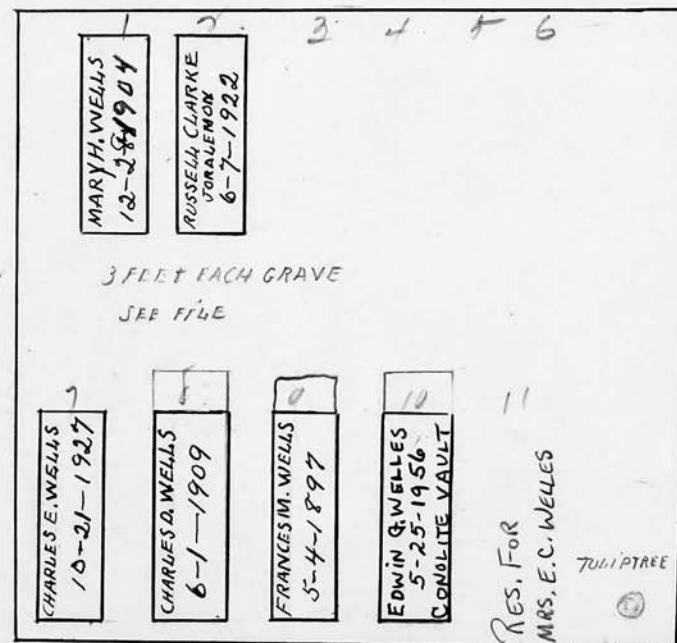 1 2 3 4 5 6
MARY H. WELLS
12-28-1904
RUSSELL CLARKE
JORALEMON
6-7-1922
3 FEET EACH GRAVE
SEE FILE
7 8 9 10 11
CHARLES E. WELLS
10-21-1927
CHARLES D. WELLS
6-1-1909
FRANCES M. WELLS
5-4-1897
EDWIN G. WELLES
5-25-1956
CONOLITE VAULT
RES. FOR
MRS. E.C. WELLES
TULIPTREE